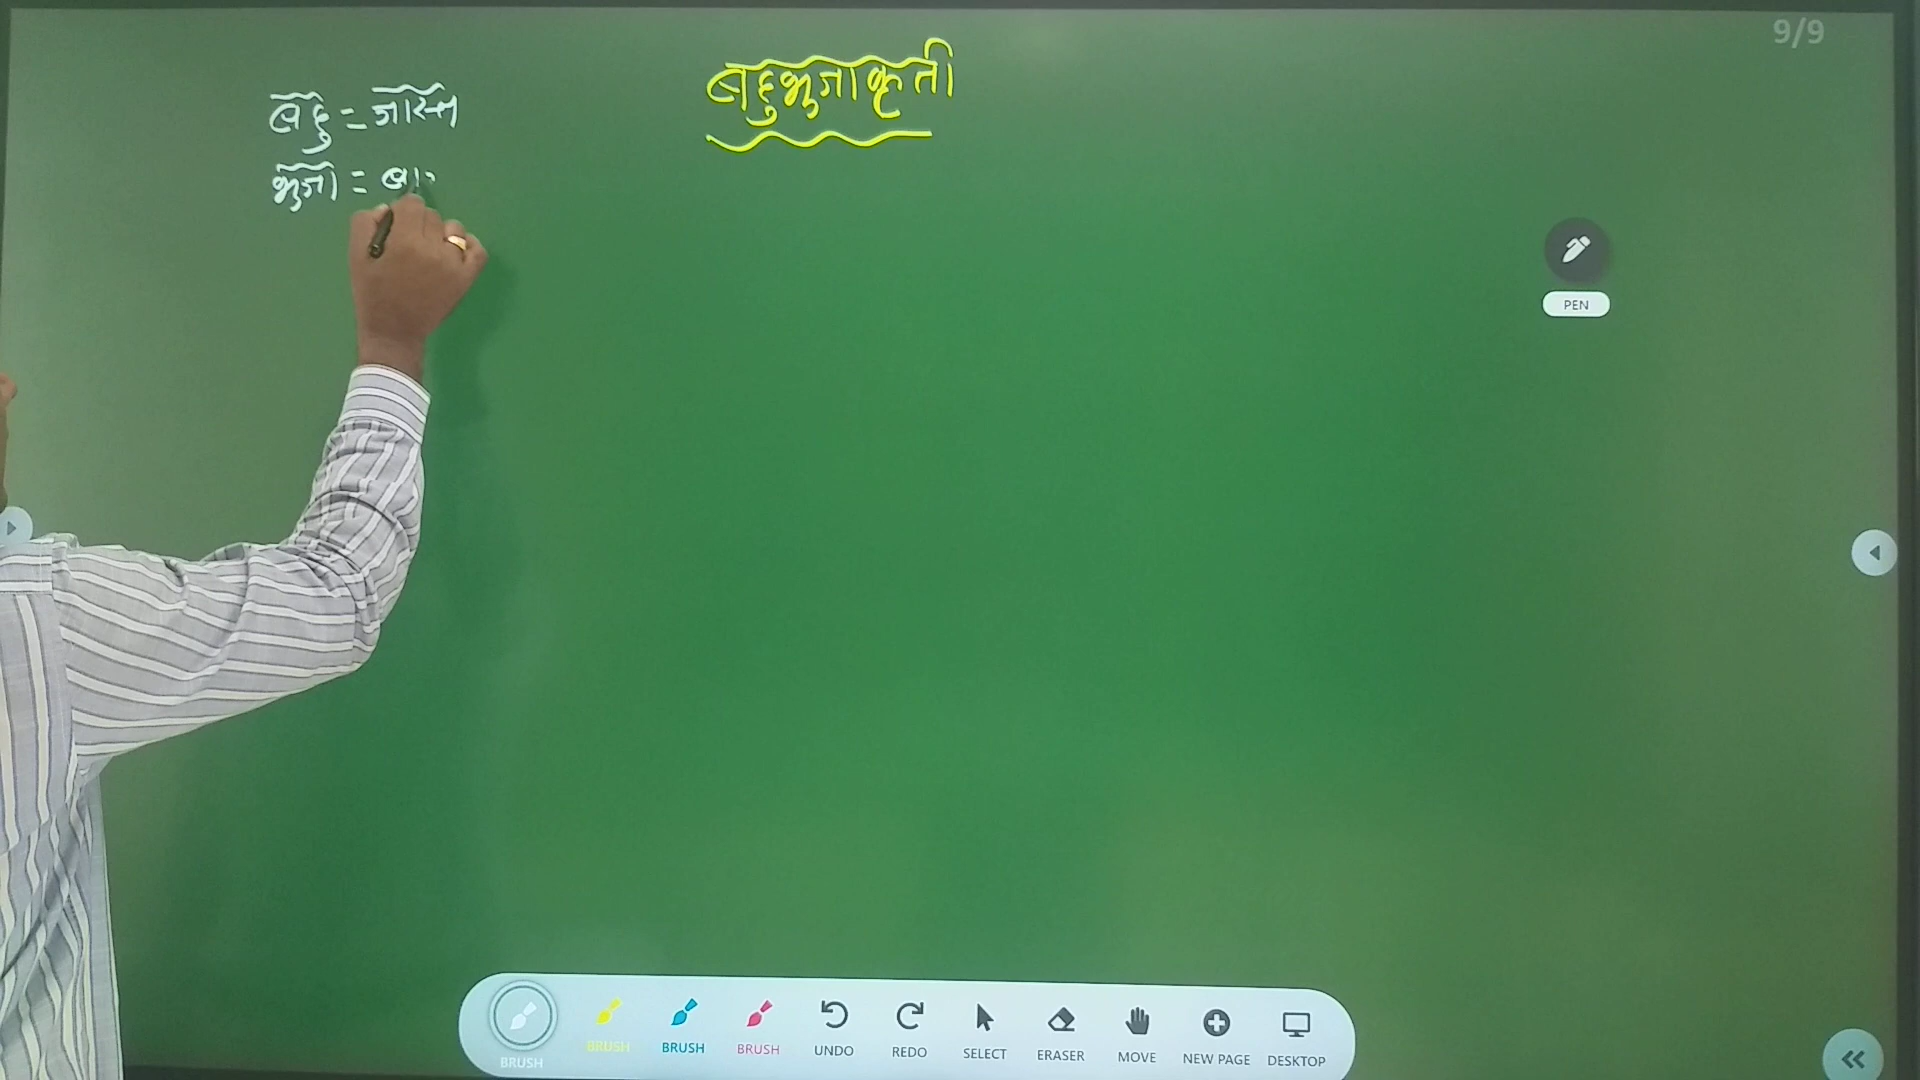 9/9
बहुभुजाकृती
बहु = जास्त
भुजा =
PEN
BRUSH BRUSH BRUSH BRUSH UNDO REDO SELECT ERASER MOVE NEW PAGE DESKTOP